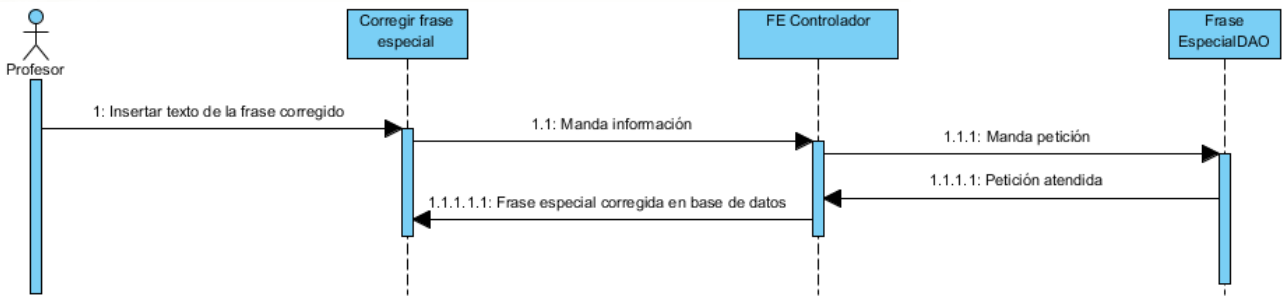 Corregir frase
especial
FE Controlador
Frase
EspecialDAO
Profesor
1: Insertar texto de la frase corregido
1.1: Manda información
1.1.1: Manda petición
1.1.1.1: Petición atendida
1.1.1.1.1: Frase especial corregida en base de datos